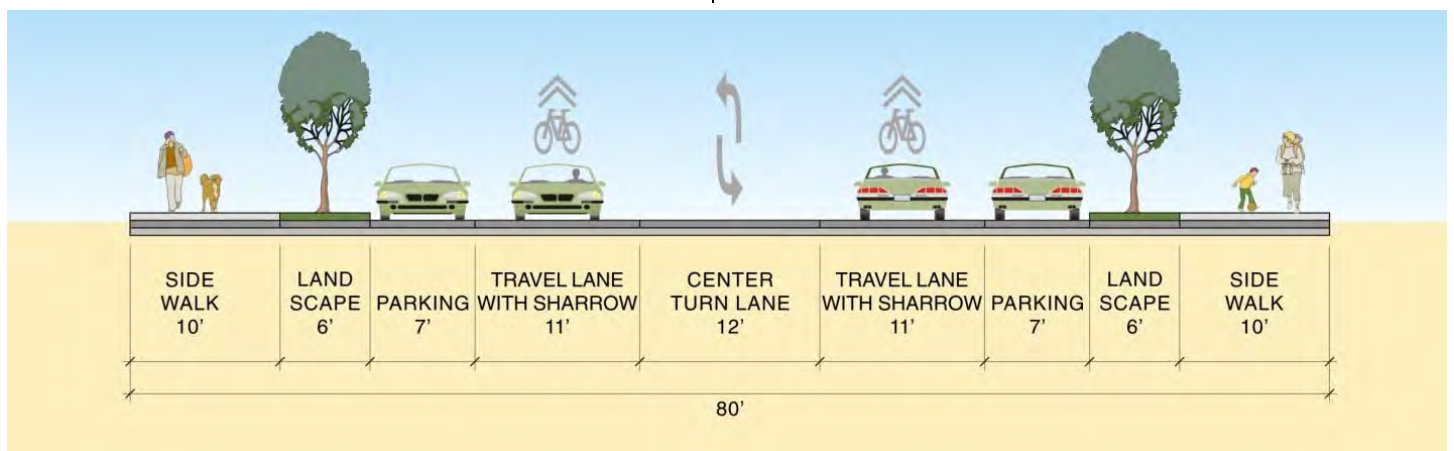 SIDE
WALK
10’
LAND
SCAPE
6’
PARKING
7’
TRAVEL LANE
WITH SHARROW
11’
CENTER
TURN LANE
12’
TRAVEL LANE
WITH SHARROW
11’
PARKING
7’
LAND
SCAPE
6’
SIDE
WALK
10’
80’